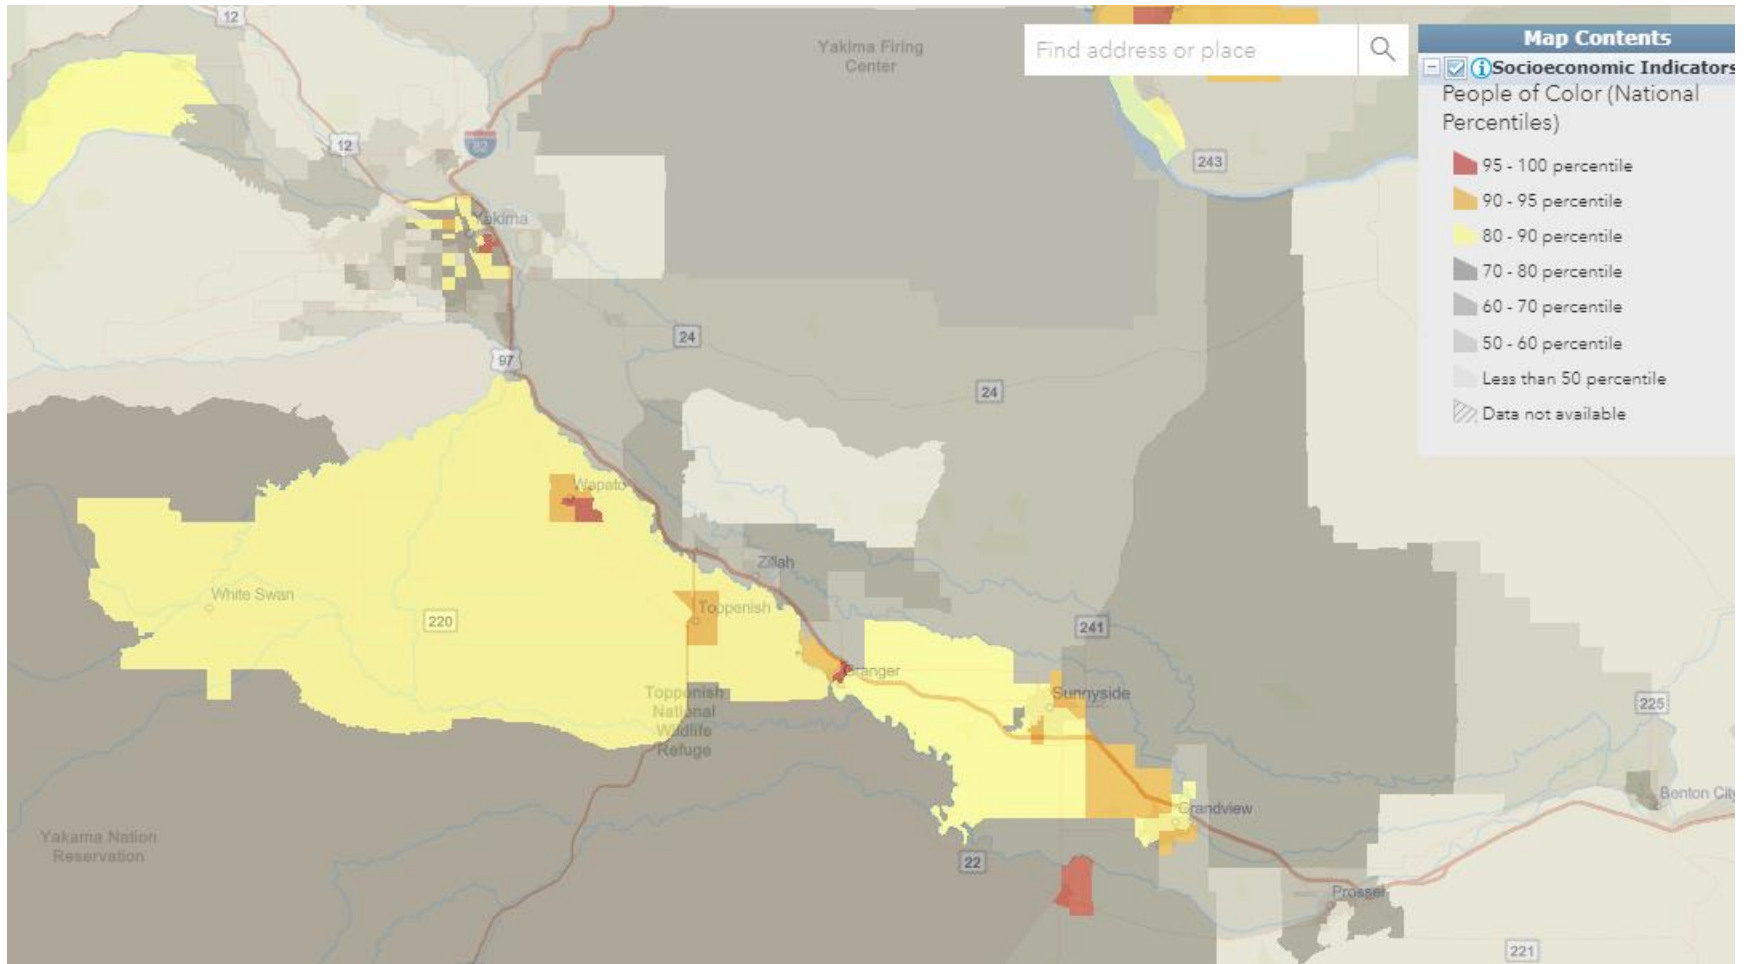 12
Yakima Firing
Center
Find address or place
Map Contents
Socioeconomic Indicators
People of Color (National
Percentiles)
95 - 100 percentile
90 - 95 percentile
80 - 90 percentile
70 - 80 percentile
60 - 70 percentile
50 - 60 percentile
Less than 50 percentile
Data not available
12
82
243
Yakima
24
97
24
Wapato
Zillah
White Swan
Toppenish
220
241
Granger
Toppenish
National
Wildlife
Refuge
Sunnyside
225
Benton City
Grandview
Yakama Nation
Reservation
22
Prosser
221